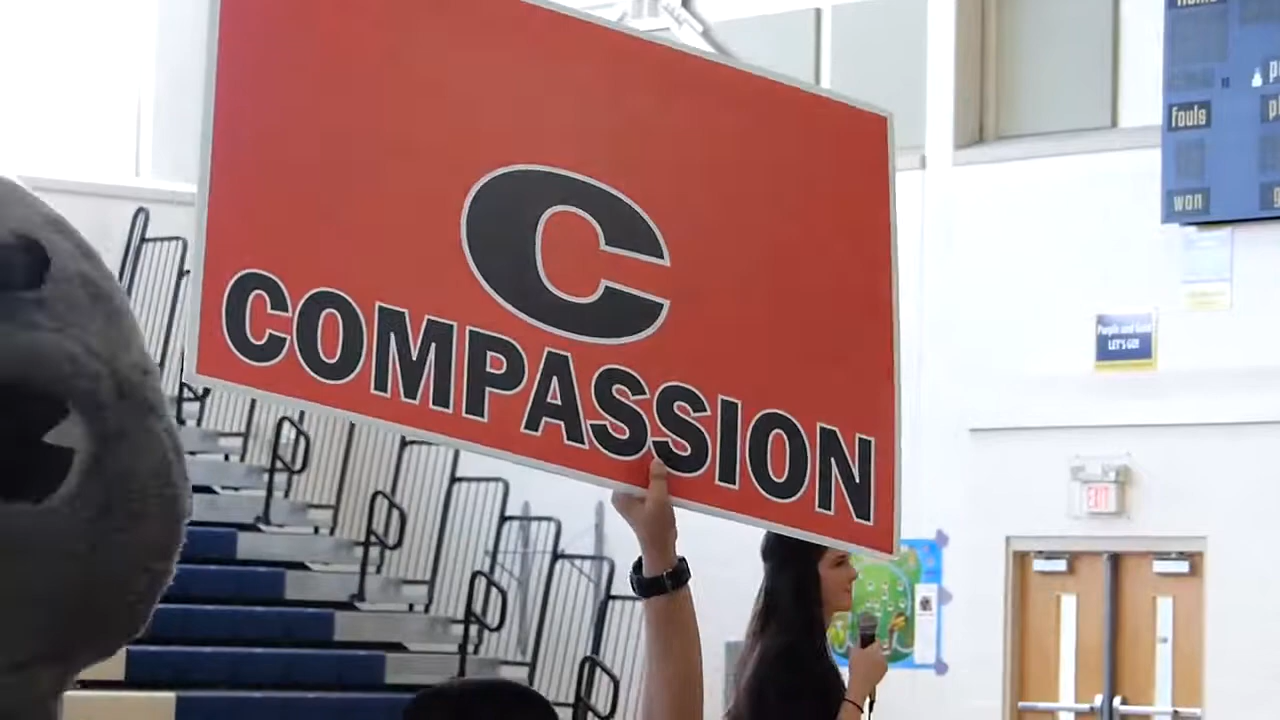 C
COMPASSION
fouls
won
Purple and Gold
LET'S GO!
EXIT